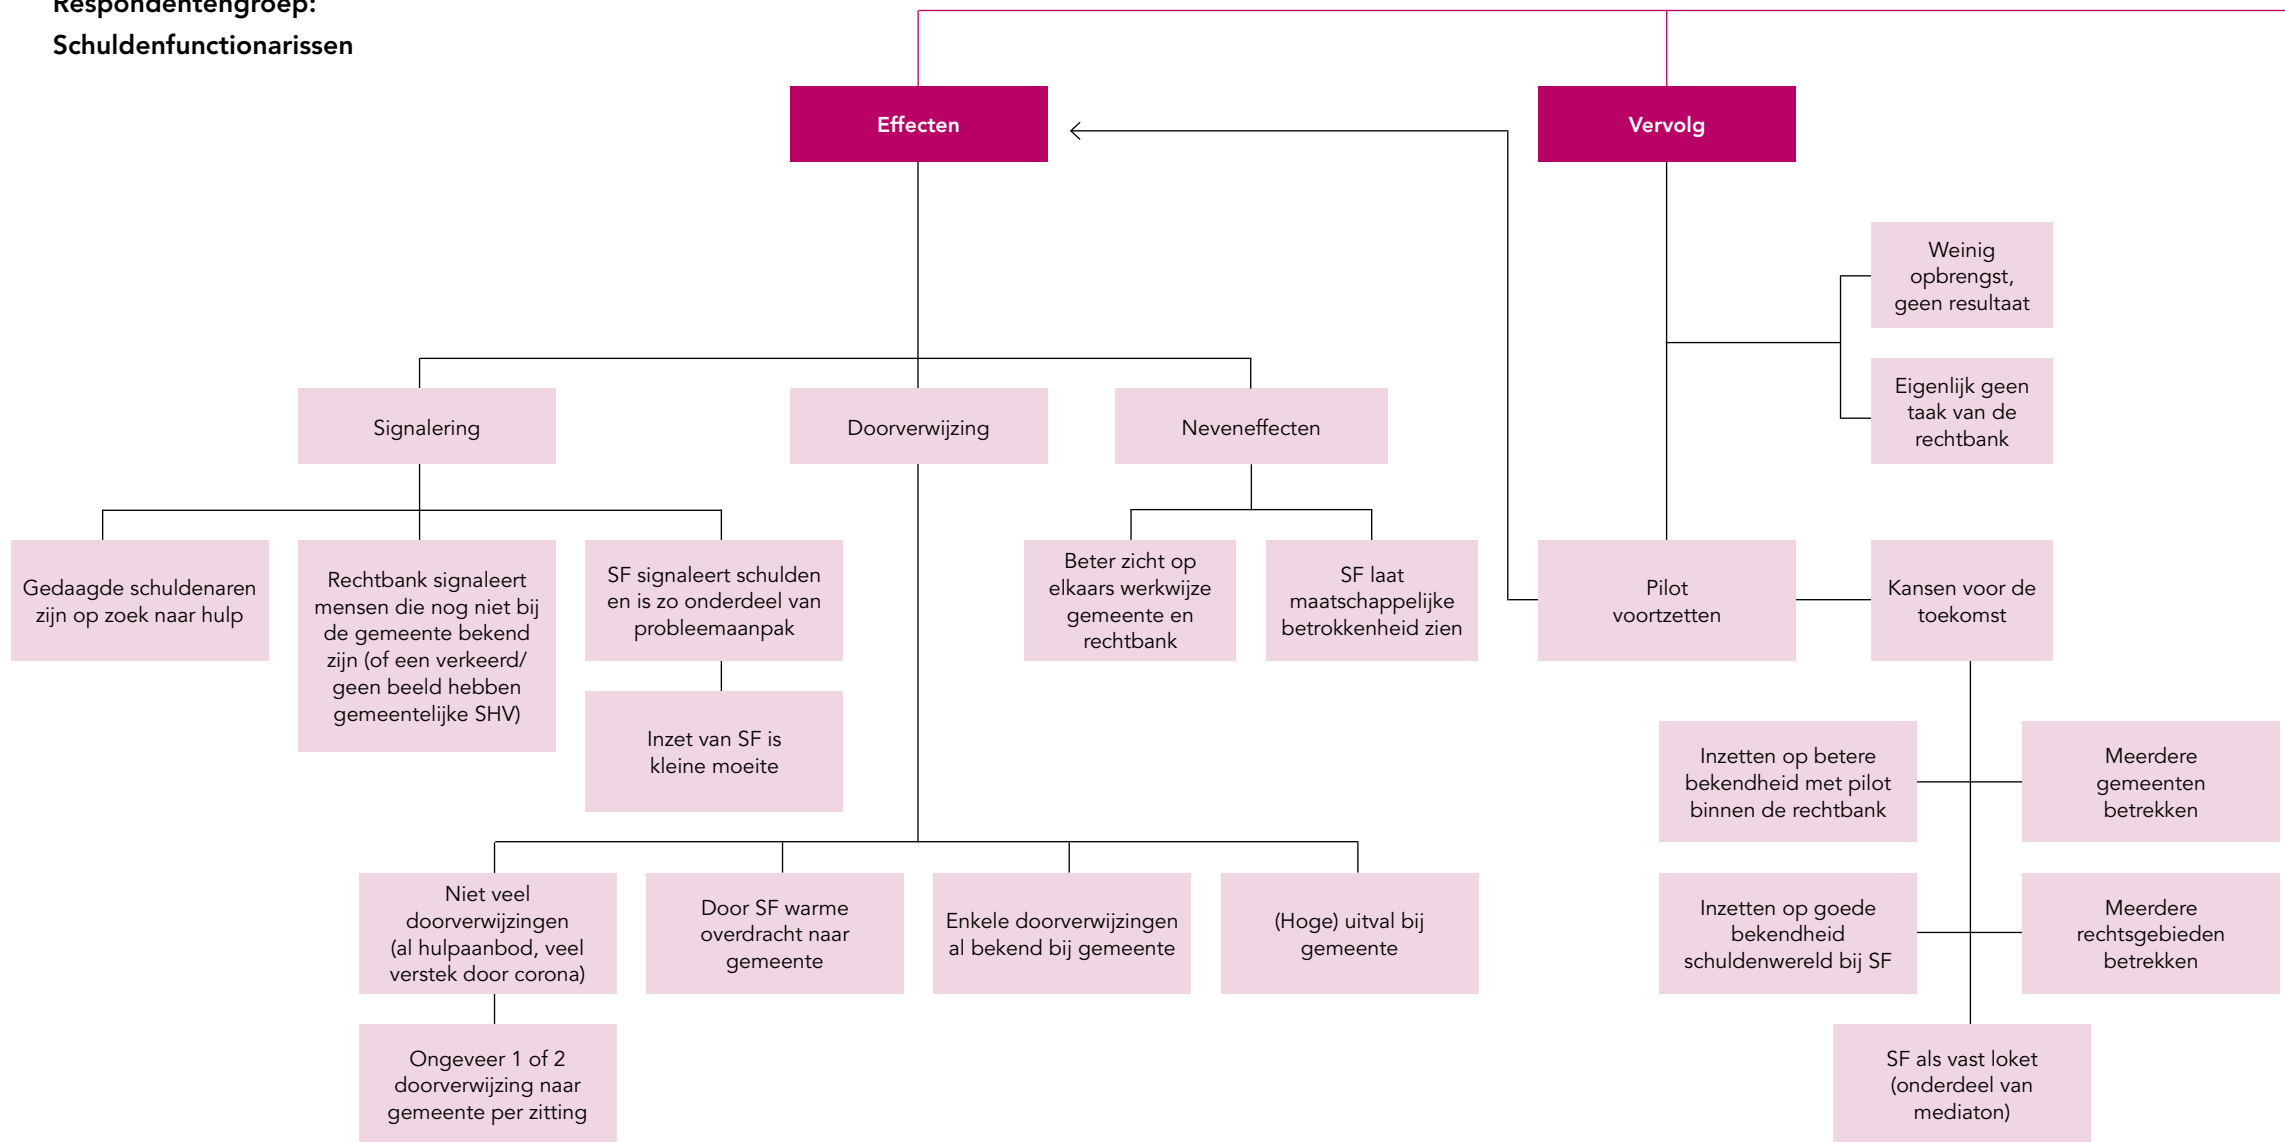 Respondentengroep:
Schuldenfunctionarissen
Effecten
Vervolg
Weinig
opbrengst,
geen resultaat
Eigenlijk geen
taak van de
rechtbank
Signalering
Doorverwijzing
Neveneffecten
Gedaagde schuldenaren
zijn op zoek naar hulp
Rechtbank signaleert
mensen die nog niet bij
de gemeente bekend
zijn (of een verkeerd/
geen beeld hebben
gemeentelijke SHV)
SF signaleert schulden
en is zo onderdeel van
probleemaanpak
Inzet van SF is
kleine moeite
Beter zicht op
elkaars werkwijze
gemeente en
rechtbank
SF laat
maatschappelijke
betrokkenheid zien
Pilot
voortzetten
Kansen voor de
toekomst
Inzetten op betere
bekendheid met pilot
binnen de rechtbank
Meerdere
gemeenten
betrekken
Niet veel
doorverwijzingen
(al hulpaanbod, veel
verstek door corona)
Door SF warme
overdracht naar
gemeente
Enkele doorverwijzingen
al bekend bij gemeente
(Hoge) uitval bij
gemeente
Inzetten op goede
bekendheid
schuldenwereld bij SF
Meerdere
rechtsgebieden
betrekken
Ongeveer 1 of 2
doorverwijzing naar
gemeente per zitting
SF als vast loket
(onderdeel van
mediaton)